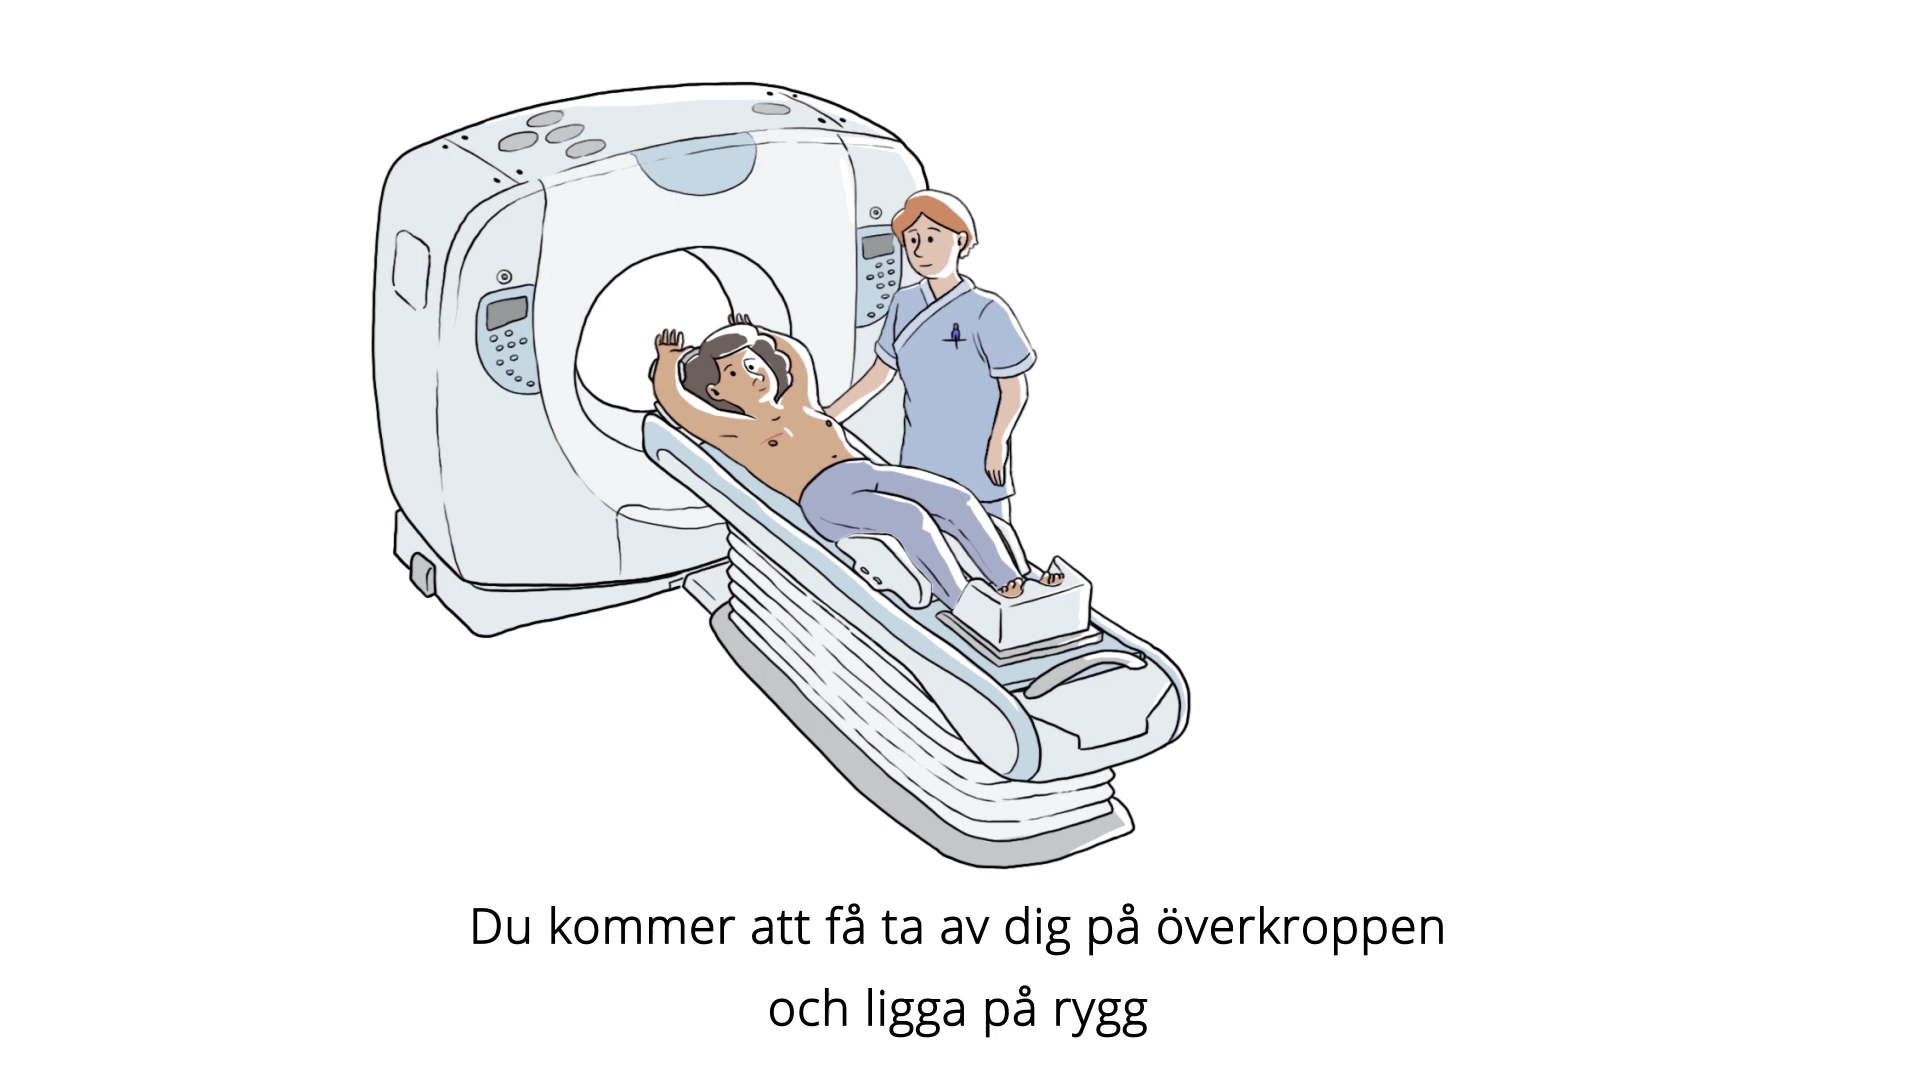 Du kommer att få ta av dig på överkroppen
och ligga på rygg